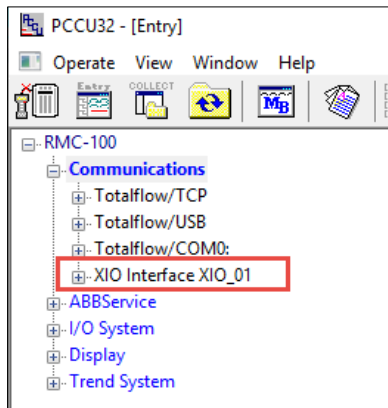 PCCU32 - [Entry]
Operate View Window Help
Entry COLLECT
MB
RMC-100
Communications
Totalflow/TCP
Totalflow/USB
Totalflow/COM0:
XIO Interface XIO_01
ABBService
I/O System
Display
Trend System